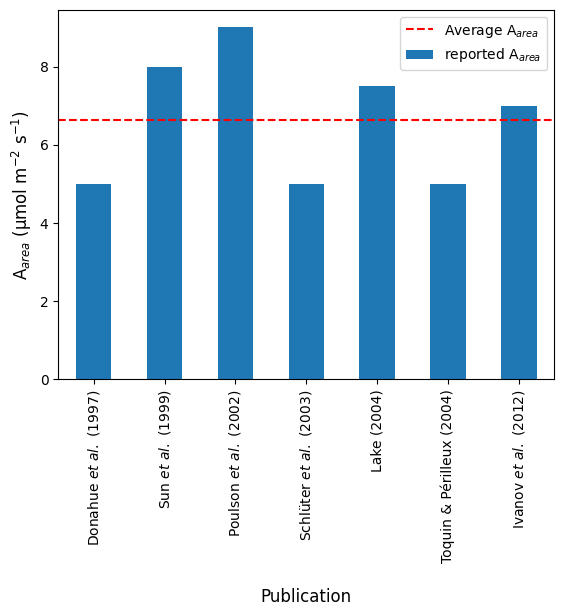 Average A_area
reported A_area
A_area (μmol m⁻² s⁻¹)
8
6
4
2
0
Donahue et al. (1997)
Sun et al. (1999)
Poulson et al. (2002)
Schlüter et al. (2003)
Lake (2004)
Toquin & Périlleux (2004)
Ivanov et al. (2012)
Publication